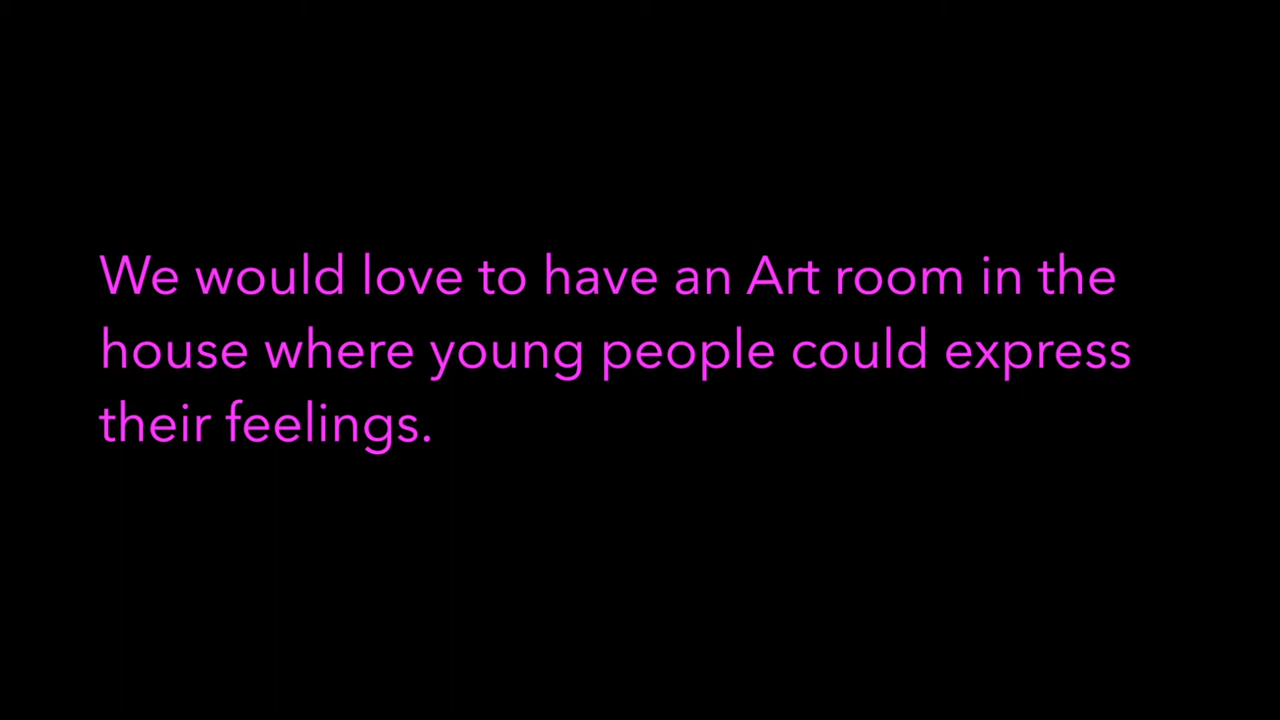 We would love to have an Art room in the
house where young people could express
their feelings.